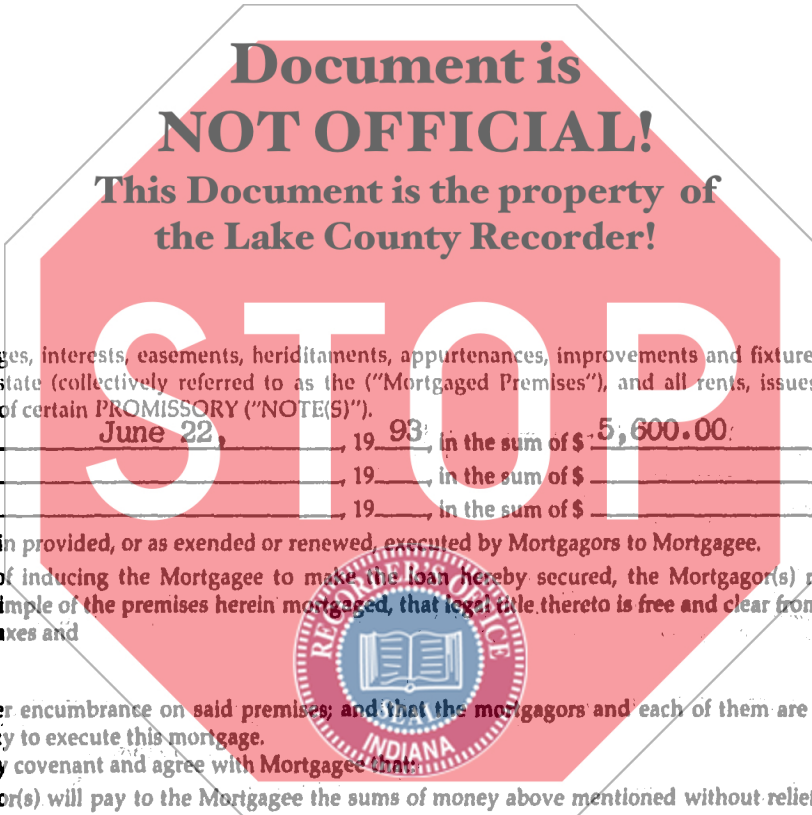 Document is
NOT OFFICIAL!
This Document is the property of
the Lake County Recorder!
STOP
ges, interests, easements, heriditaments, appurtenances, improvements and fixture
state (collectively referred to as the ("Mortgaged Premises"), and all rents, issues
of certain PROMISSORY ("NOTE(S)").
June 22, , 19 93 , in the sum of $ 5,600.00
, 19 , in the sum of $
, 19 , in the sum of $
in provided, or as exended or renewed, executed by Mortgagors to Mortgagee.
of inducing the Mortgagee to make the loan hereby secured, the Mortgagor(s)
imple of the premises herein mortgaged, that legal title thereto is free and clear from
axes and
RECORDER'S OFFICE
er encumbrance on said premises; and that the mortgagors and each of them are
SEAL
y to execute this mortgage.
INDIANA
y covenant and agree with Mortgagee that:
or(s) will pay to the Mortgagee the sums of money above mentioned without relief